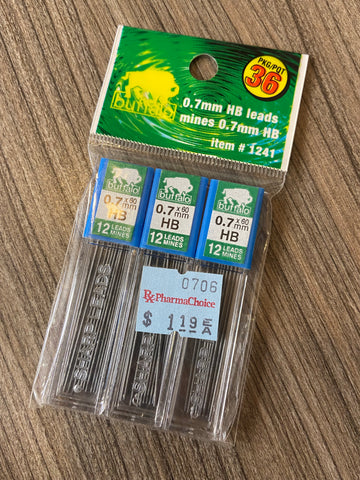 PKG/PQT
36
buffalo
0.7mm HB leads
mines 0.7mm HB
item # 1241
buffalo
0.7 x 60
mm
HB
12 LEADS
MINES
buffalo
0.7 x 60
mm
HB
12 LEADS
MINES
buffalo
0.7 x 60
mm
HB
12 LEADS
MINES
0706
Rx PharmaChoice
$ 1.19 EA